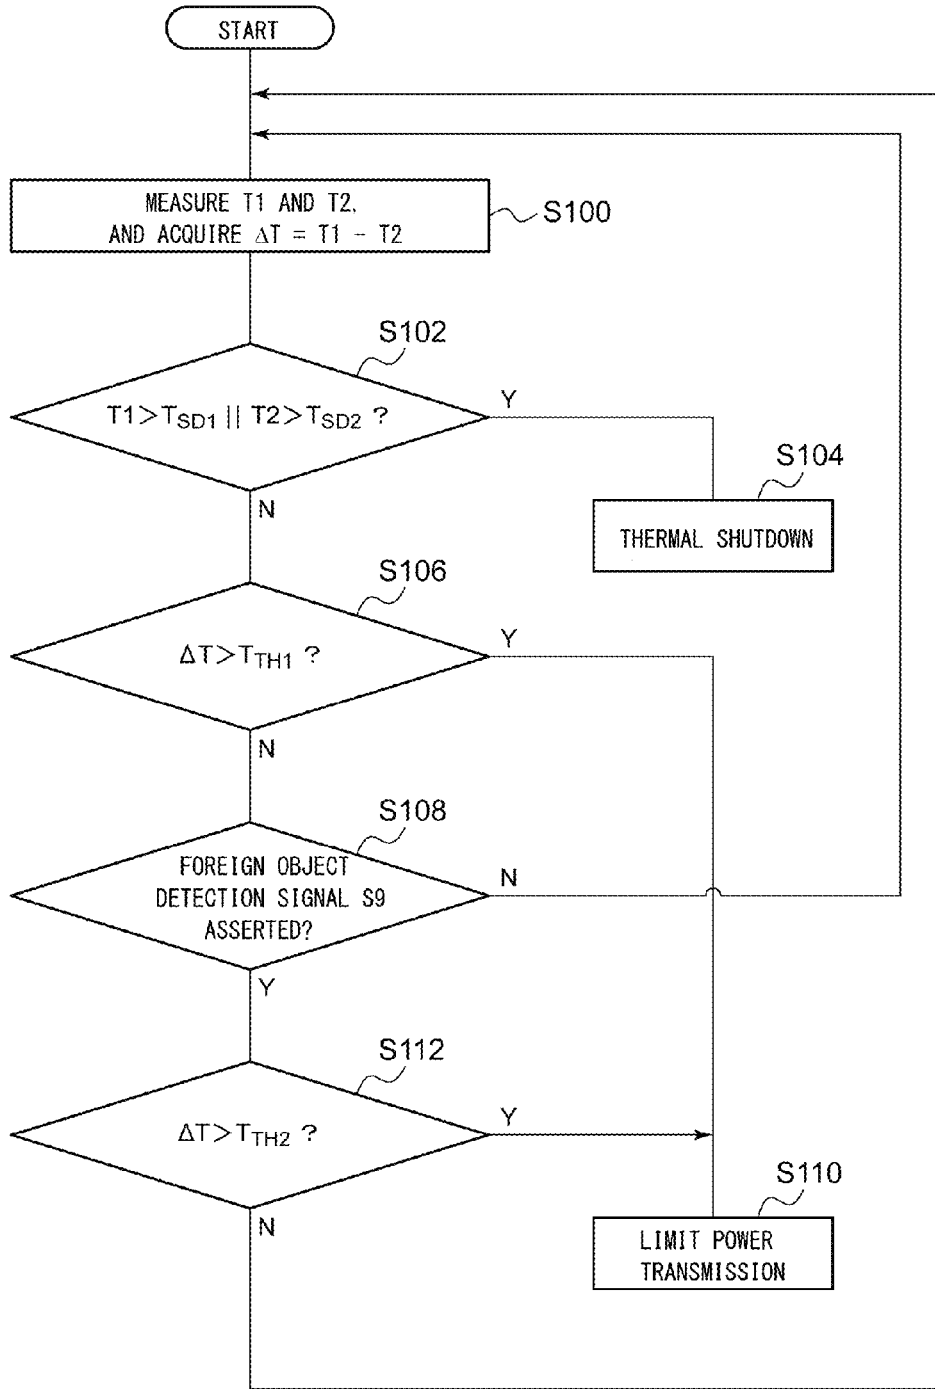 START
MEASURE T1 AND T2,
AND ACQUIRE ΔT = T1 - T2
S100
S102
T1>TSD1 || T2>TSD2 ?
Y
N
S104
THERMAL SHUTDOWN
S106
ΔT>TTH1 ?
Y
N
S108
FOREIGN OBJECT
DETECTION SIGNAL S9
ASSERTED?
N
Y
S112
ΔT>TTH2 ?
Y
N
S110
LIMIT POWER
TRANSMISSION